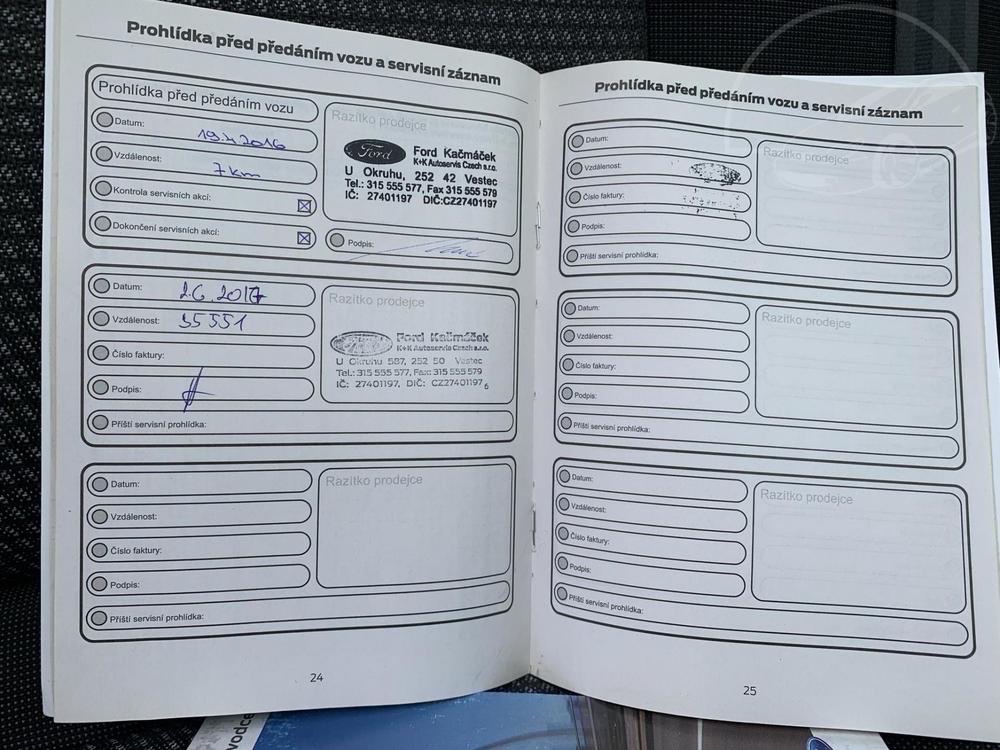 Prohlídka před předáním vozu a servisní záznam
Prohlídka před předáním vozu
Datum:
Vzdálenost: 7 km
Kontrola servisních akcí:
Dokončení servisních akcí:
Razítko prodejce
Ford
Ford Kačmáček
K+K Autoservis Czech s.r.o.
U Okruhu, 252 42 Vestec
Tel.: 315 555 577, Fax 315 555 579
IČ: 27401197 DIČ:CZ27401197
Podpis:
Datum: 2.6.2017
Vzdálenost: 35551
Číslo faktury:
Podpis:
Příští servisní prohlídka:
Razítko prodejce
Ford Kačmáček
K+K Autoservis Czech s.r.o.
U Okruhu 587, 252 50 Vestec
Tel.: 315 555 577, Fax: 315 555 579
IČ: 27401197, DIČ: CZ27401197 6
Datum:
Vzdálenost:
Číslo faktury:
Podpis:
Příští servisní prohlídka:
Razítko prodejce
24
Prohlídka před předáním vozu a servisní záznam
Datum:
Vzdálenost:
Číslo faktury:
Podpis:
Příští servisní prohlídka:
Razítko prodejce
Datum:
Vzdálenost:
Číslo faktury:
Podpis:
Příští servisní prohlídka:
Razítko prodejce
Datum:
Vzdálenost:
Číslo faktury:
Podpis:
Příští servisní prohlídka:
Razítko prodejce
25